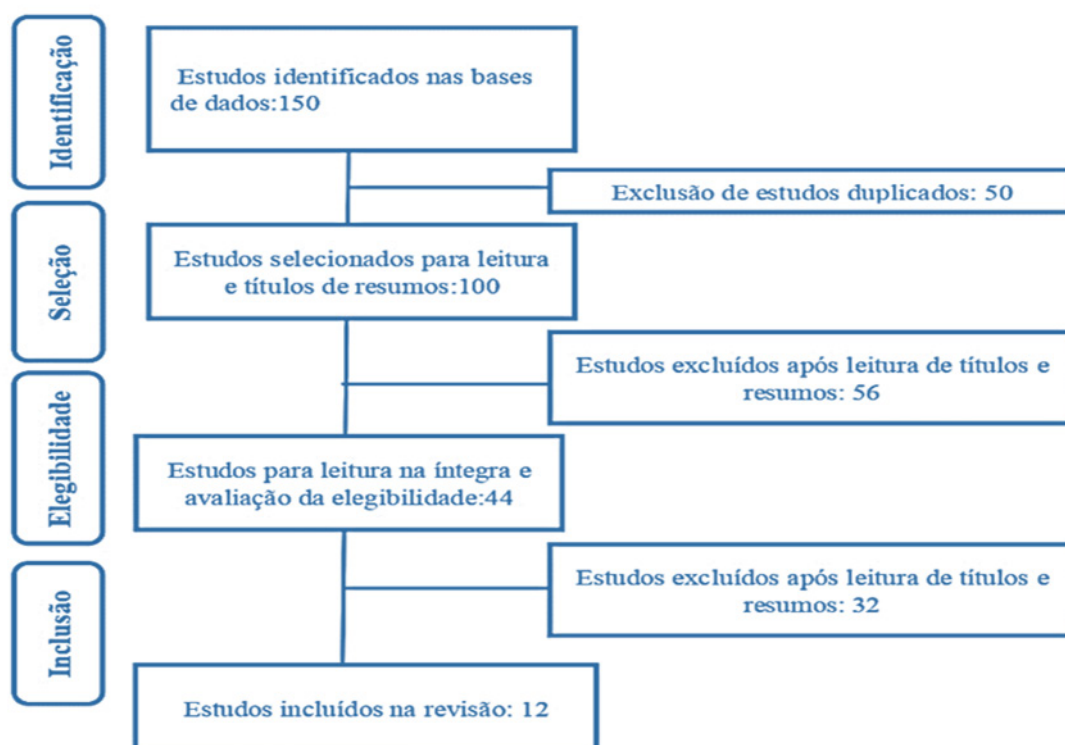 Identificação
Estudos identificados nas bases
de dados:150
Exclusão de estudos duplicados: 50
Seleção
Estudos selecionados para leitura
e títulos de resumos:100
Estudos excluídos após leitura de títulos e
resumos: 56
Elegibilidade
Estudos para leitura na íntegra e
avaliação da elegibilidade:44
Estudos excluídos após leitura de títulos e
resumos: 32
Inclusão
Estudos incluídos na revisão: 12